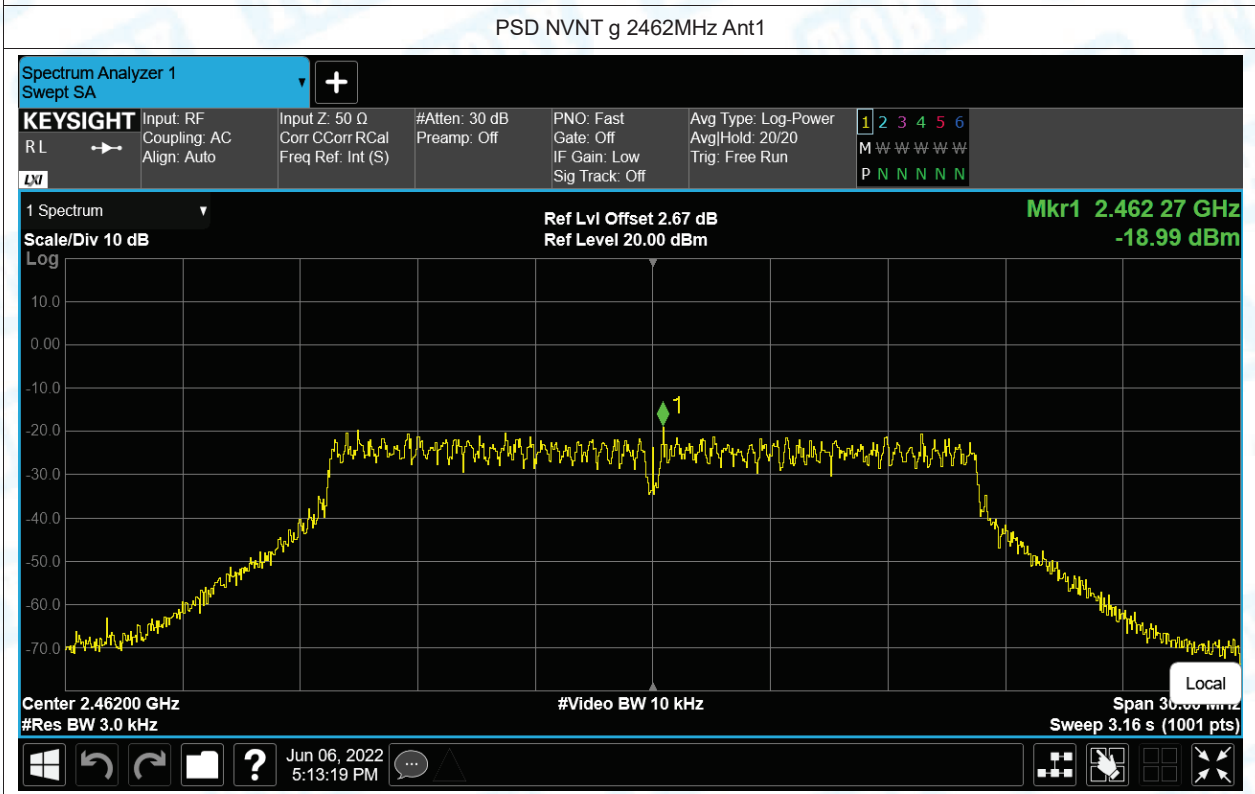 PSD NVNT g 2462MHz Ant1
Spectrum Analyzer 1
Swept SA
KEYSIGHT
R L
LXI
Input: RF
Coupling: AC
Align: Auto
Input Z: 50 Ω
Corr CCorr RCal
Freq Ref: Int (S)
#Atten: 30 dB
Preamp: Off
PNO: Fast
Gate: Off
IF Gain: Low
Sig Track: Off
Avg Type: Log-Power
Avg|Hold: 20/20
Trig: Free Run
1 2 3 4 5 6
M W W W W W
P N N N N N
1 Spectrum
Scale/Div 10 dB
Ref Lvl Offset 2.67 dB
Ref Level 20.00 dBm
Mkr1 2.462 27 GHz
-18.99 dBm
Log
10.0
0.00
-10.0
-20.0
-30.0
-40.0
-50.0
-60.0
-70.0
1
Center 2.46200 GHz
#Res BW 3.0 kHz
#Video BW 10 kHz
Span 30.00 MHz
Sweep 3.16 s (1001 pts)
Local
Jun 06, 2022
5:13:19 PM